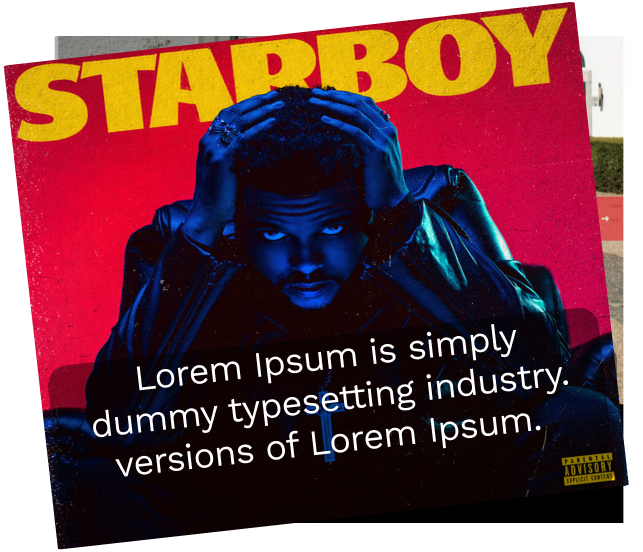 STARBOY
Lorem Ipsum is simply
dummy typesetting industry.
versions of Lorem Ipsum.
PARENTAL
ADVISORY
EXPLICIT CONTENT